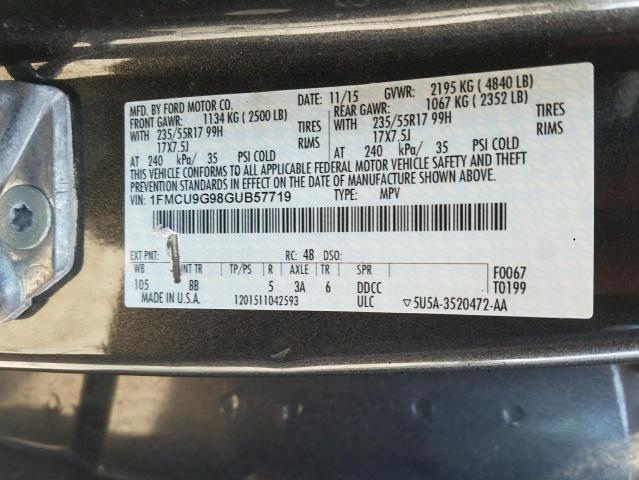 MFD. BY FORD MOTOR CO. 11/15 GVWR: 2195 KG ( 4840 LB)
FRONT GAWR: 1134 KG ( 2500 LB) REAR GAWR: 1067 KG ( 2352 LB)
WITH 235/55R17 99H TIRES WITH 235/55R17 99H TIRES
17X7.5J RIMS 17X7.5J RIMS
AT 240 kPa/ 35 PSI COLD AT 240 kPa/ 35 PSI COLD
THIS VEHICLE CONFORMS TO ALL APPLICABLE FEDERAL MOTOR VEHICLE SAFETY AND THEFT
PREVENTION STANDARDS IN EFFECT ON THE DATE OF MANUFACTURE SHOWN ABOVE.
VIN: 1FMCU9G98GUB57719 TYPE: MPV
EXT PNT: RC: 48 DSO: F0067
WB INT TR TP/PS R AXLE TR SPR T0199
105 8B 5 3A 6 DDCC
MADE IN U.S.A. 1201511042593 ULC ▽5U5A-3520472-AA